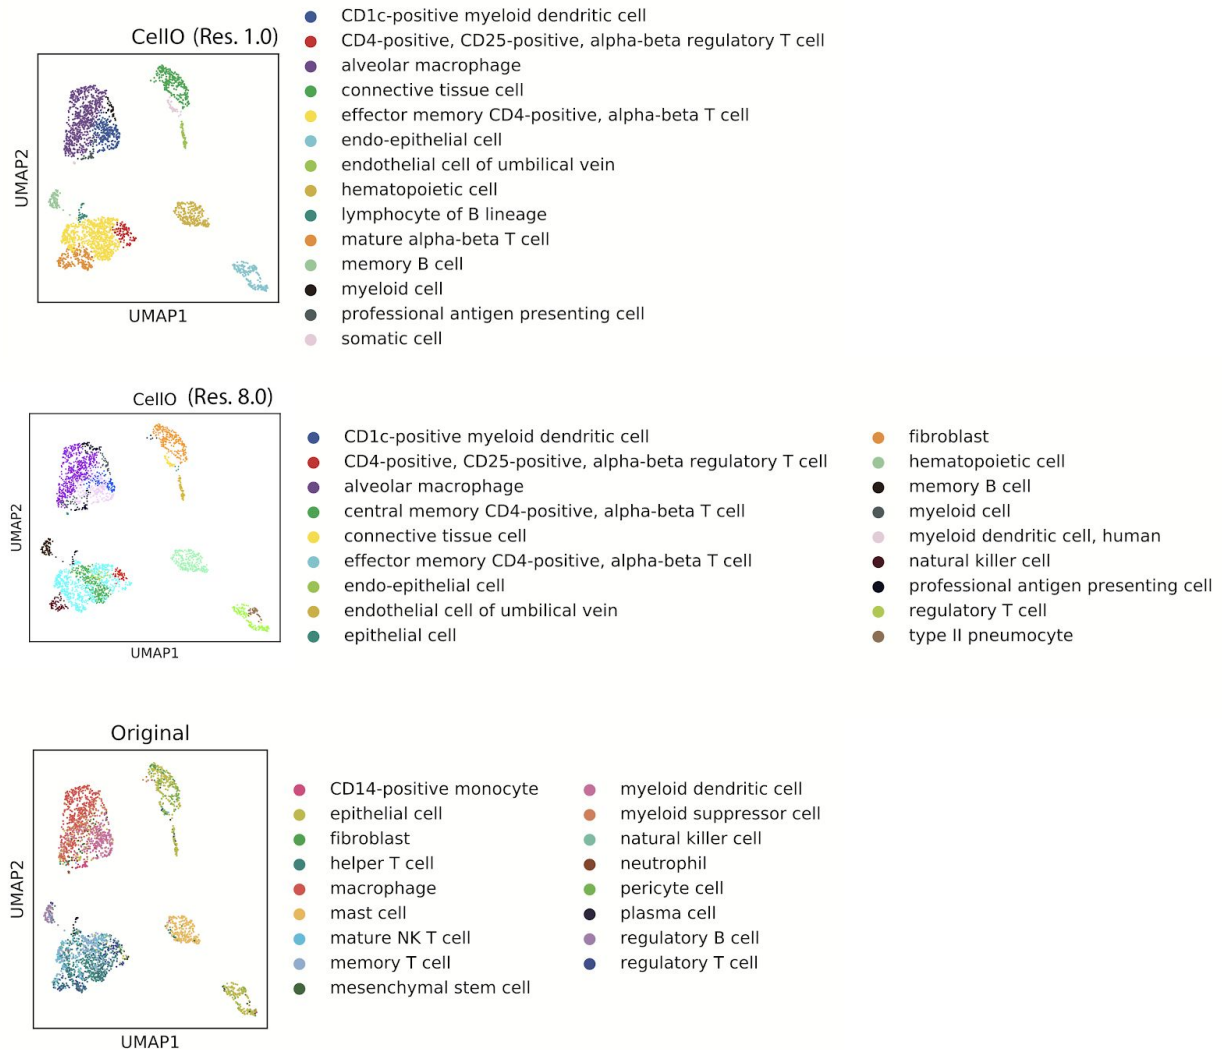 CellO (Res. 1.0)
UMAP2
UMAP1
CD1c-positive myeloid dendritic cell
CD4-positive, CD25-positive, alpha-beta regulatory T cell
alveolar macrophage
connective tissue cell
effector memory CD4-positive, alpha-beta T cell
endo-epithelial cell
endothelial cell of umbilical vein
hematopoietic cell
lymphocyte of B lineage
mature alpha-beta T cell
memory B cell
myeloid cell
professional antigen presenting cell
somatic cell
CellO (Res. 8.0)
UMAP2
UMAP1
CD1c-positive myeloid dendritic cell
CD4-positive, CD25-positive, alpha-beta regulatory T cell
alveolar macrophage
central memory CD4-positive, alpha-beta T cell
connective tissue cell
effector memory CD4-positive, alpha-beta T cell
endo-epithelial cell
endothelial cell of umbilical vein
epithelial cell
fibroblast
hematopoietic cell
memory B cell
myeloid cell
myeloid dendritic cell, human
natural killer cell
professional antigen presenting cell
regulatory T cell
type II pneumocyte
Original
UMAP2
UMAP1
CD14-positive monocyte
epithelial cell
fibroblast
helper T cell
macrophage
mast cell
mature NK T cell
memory T cell
mesenchymal stem cell
myeloid dendritic cell
myeloid suppressor cell
natural killer cell
neutrophil
pericyte cell
plasma cell
regulatory B cell
regulatory T cell